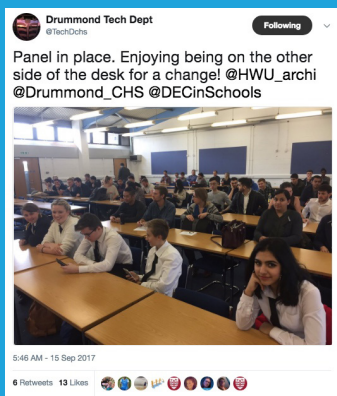 Drummond Tech Dept
@TechDchs
Following
Panel in place. Enjoying being on the other
side of the desk for a change! @HWU_archi
@Drummond_CHS @DECinSchools
5:46 AM - 15 Sep 2017
6 Retweets 13 Likes